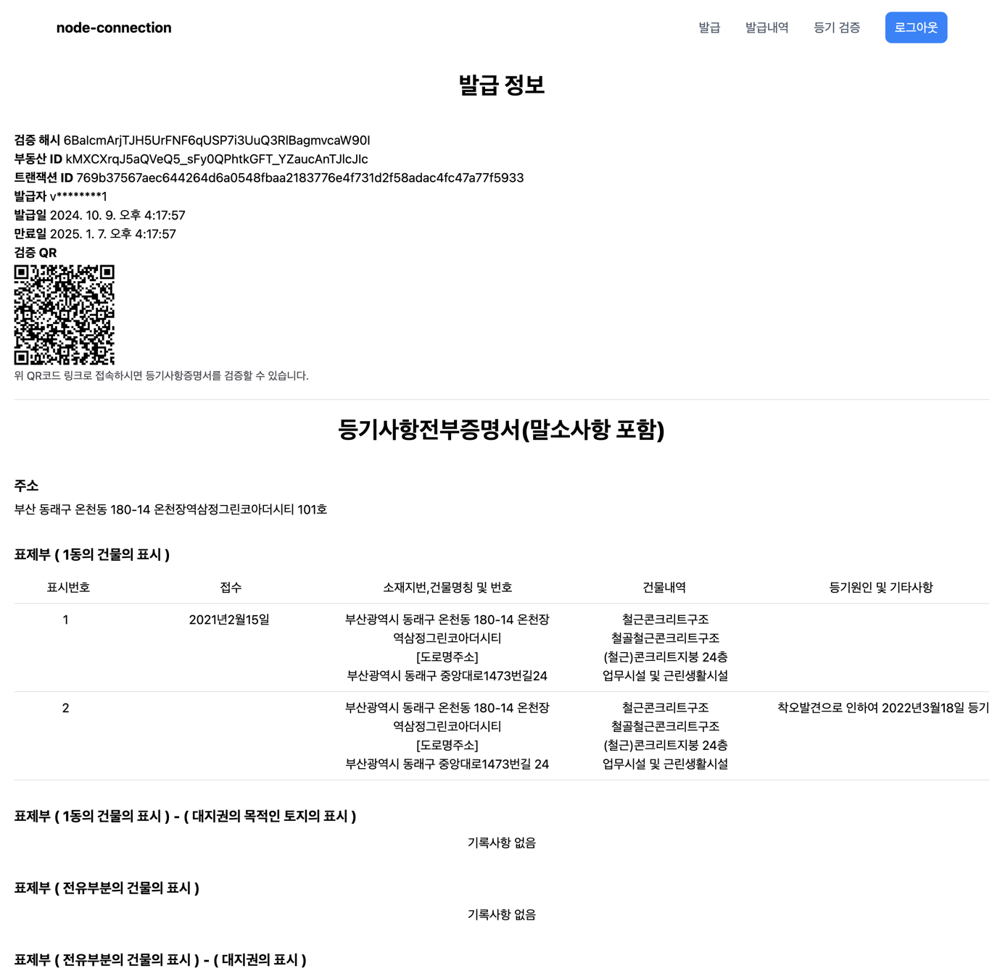 node-connection
발급 발급내역 등기 검증 로그아웃
발급 정보
검증 해시 6BalcmArjTJH5UrFNF6qUSP7i3UuQ3RlBagmvcaW90I
부동산 ID kMXCXrqJ5aQVeQ5_sFy0QPhtkGFT_YZaucAnTJlcJIc
트랜잭션 ID 769b37567aec644264d6a0548fbaa2183776e4f731d2f58adac4fc47a77f5933
발급자 v********1
발급일 2024. 10. 9. 오후 4:17:57
만료일 2025. 1. 7. 오후 4:17:57
검증 QR
위 QR코드 링크로 접속하시면 등기사항증명서를 검증할 수 있습니다.
등기사항전부증명서(말소사항 포함)
주소
부산 동래구 온천동 180-14 온천장역삼정그린코아더시티 101호
표제부 ( 1동의 건물의 표시 )
표시번호 접수 소재지번,건물명칭 및 번호 건물내역 등기원인 및 기타사항
1 2021년2월15일 부산광역시 동래구 온천동 180-14 온천장 철근콘크리트구조
역삼정그린코아더시티 철골철근콘크리트구조
[도로명주소] (철근)콘크리트지붕 24층
부산광역시 동래구 중앙대로1473번길24 업무시설 및 근린생활시설
2 부산광역시 동래구 온천동 180-14 온천장 철근콘크리트구조 착오발견으로 인하여 2022년3월18일 등기
역삼정그린코아더시티 철골철근콘크리트구조
[도로명주소] (철근)콘크리트지붕 24층
부산광역시 동래구 중앙대로1473번길 24 업무시설 및 근린생활시설
표제부 ( 1동의 건물의 표시 ) - ( 대지권의 목적인 토지의 표시 )
기록사항 없음
표제부 ( 전유부분의 건물의 표시 )
기록사항 없음
표제부 ( 전유부분의 건물의 표시 ) - ( 대지권의 표시 )